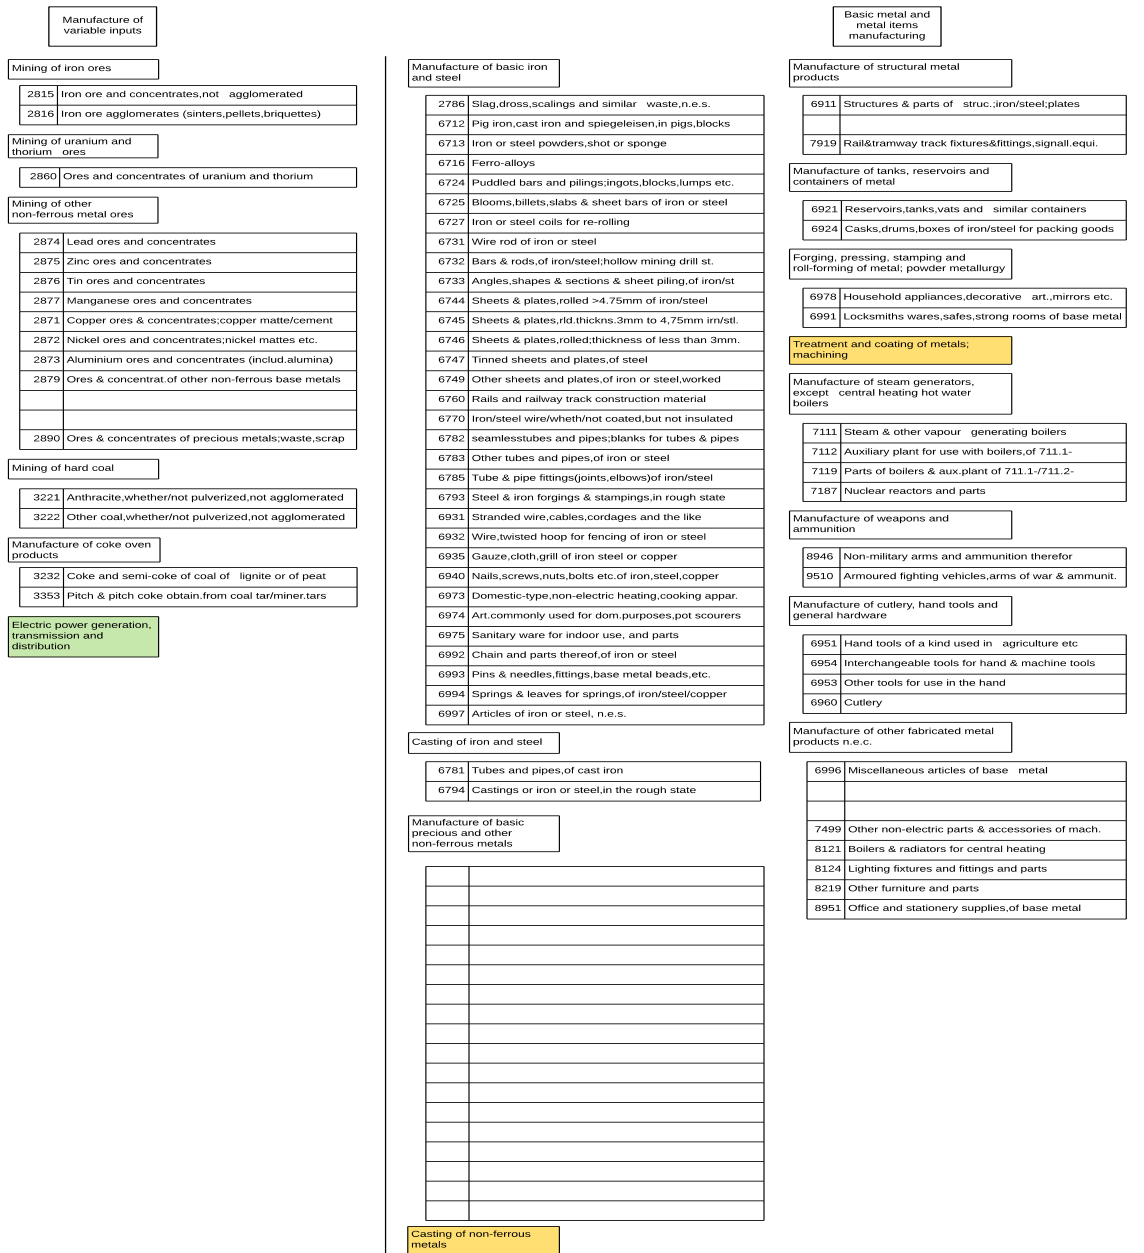 Manufacture of
variable inputs
Mining of iron ores
2815 Iron ore and concentrates,not agglomerated
2816 Iron ore agglomerates (sinters,pellets,briquettes)
Mining of uranium and
thorium ores
2860 Ores and concentrates of uranium and thorium
Mining of other
non-ferrous metal ores
2874 Lead ores and concentrates
2875 Zinc ores and concentrates
2876 Tin ores and concentrates
2877 Manganese ores and concentrates
2871 Copper ores & concentrates;copper matte/cement
2872 Nickel ores and concentrates;nickel mattes etc.
2873 Aluminium ores and concentrates (includ.alumina)
2879 Ores & concentrat.of other non-ferrous base metals
2890 Ores & concentrates of precious metals;waste,scrap
Mining of hard coal
3221 Anthracite,whether/not pulverized,not agglomerated
3222 Other coal,whether/not pulverized,not agglomerated
Manufacture of coke oven
products
3232 Coke and semi-coke of coal of lignite or of peat
3353 Pitch & pitch coke obtain.from coal tar/miner.tars
Electric power generation,
transmission and
distribution
Manufacture of basic iron
and steel
2786 Slag,dross,scalings and similar waste,n.e.s.
6712 Pig iron,cast iron and spiegeleisen,in pigs,blocks
6713 Iron or steel powders,shot or sponge
6716 Ferro-alloys
6724 Puddled bars and pilings;ingots,blocks,lumps etc.
6725 Blooms,billets,slabs & sheet bars of iron or steel
6727 Iron or steel coils for re-rolling
6731 Wire rod of iron or steel
6732 Bars & rods,of iron/steel;hollow mining drill st.
6733 Angles,shapes & sections & sheet piling,of iron/st
6744 Sheets & plates,rolled >4.75mm of iron/steel
6745 Sheets & plates,rld.thickns.3mm to 4,75mm irn/stl.
6746 Sheets & plates,rolled;thickness of less than 3mm.
6747 Tinned sheets and plates,of steel
6749 Other sheets and plates,of iron or steel,worked
6760 Rails and railway track construction material
6770 Iron/steel wire/wheth/not coated,but not insulated
6782 seamlesstubes and pipes;blanks for tubes & pipes
6783 Other tubes and pipes,of iron or steel
6785 Tube & pipe fittings(joints,elbows)of iron/steel
6793 Steel & iron forgings & stampings,in rough state
6931 Stranded wire,cables,cordages and the like
6932 Wire,twisted hoop for fencing of iron or steel
6935 Gauze,cloth,grill of iron steel or copper
6940 Nails,screws,nuts,bolts etc.of iron,steel,copper
6973 Domestic-type,non-electric heating,cooking appar.
6974 Art.commonly used for dom.purposes,pot scourers
6975 Sanitary ware for indoor use, and parts
6992 Chain and parts thereof,of iron or steel
6993 Pins & needles,fittings,base metal beads,etc.
6994 Springs & leaves for springs,of iron/steel/copper
6997 Articles of iron or steel, n.e.s.
Casting of iron and steel
6781 Tubes and pipes,of cast iron
6794 Castings or iron or steel,in the rough state
Manufacture of basic
precious and other
non-ferrous metals
Casting of non-ferrous
metals
Basic metal and
metal items
manufacturing
Manufacture of structural metal
products
6911 Structures & parts of struc.;iron/steel;plates
7919 Rail&tramway track fixtures&fittings,signall.equi.
Manufacture of tanks, reservoirs and
containers of metal
6921 Reservoirs,tanks,vats and similar containers
6924 Casks,drums,boxes of iron/steel for packing goods
Forging, pressing, stamping and
roll-forming of metal; powder metallurgy
6978 Household appliances,decorative art.,mirrors etc.
6991 Locksmiths wares,safes,strong rooms of base metal
Treatment and coating of metals;
machining
Manufacture of steam generators,
except central heating hot water
boilers
7111 Steam & other vapour generating boilers
7112 Auxiliary plant for use with boilers,of 711.1-
7119 Parts of boilers & aux.plant of 711.1-/711.2-
7187 Nuclear reactors and parts
Manufacture of weapons and
ammunition
8946 Non-military arms and ammunition therefor
9510 Armoured fighting vehicles,arms of war & ammunit.
Manufacture of cutlery, hand tools and
general hardware
6951 Hand tools of a kind used in agriculture etc
6954 Interchangeable tools for hand & machine tools
6953 Other tools for use in the hand
6960 Cutlery
Manufacture of other fabricated metal
products n.e.c.
6996 Miscellaneous articles of base metal
7499 Other non-electric parts & accessories of mach.
8121 Boilers & radiators for central heating
8124 Lighting fixtures and fittings and parts
8219 Other furniture and parts
8951 Office and stationery supplies,of base metal